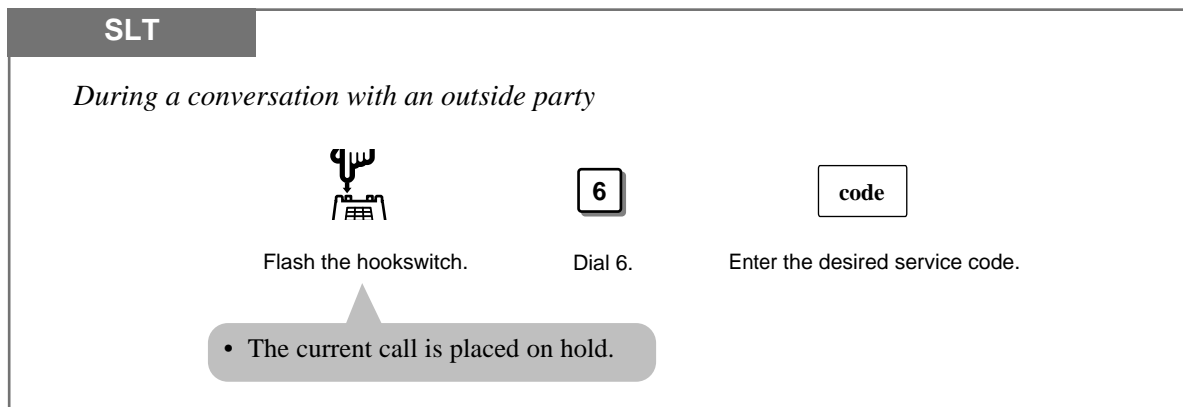 SLT
During a conversation with an outside party
6
code
Flash the hookswitch.
Dial 6.
Enter the desired service code.
• The current call is placed on hold.